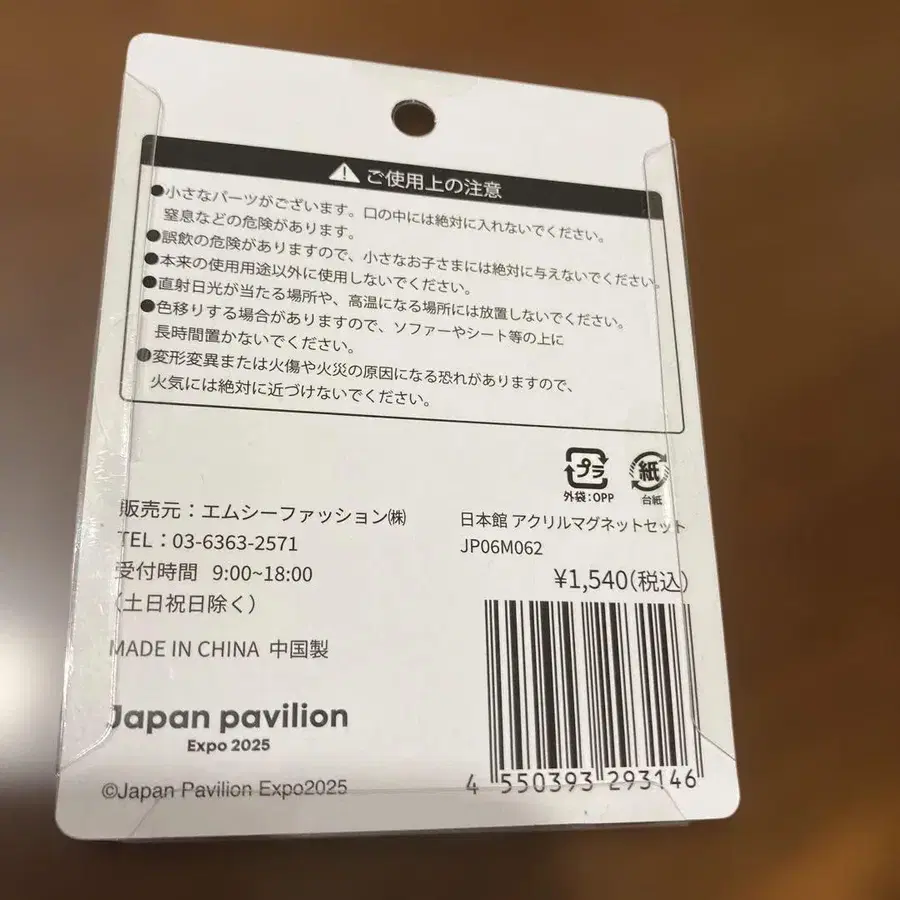 ご使用上の注意
●小さなパーツがございます。口の中には絶対に入れないでください。
窒息などの危険があります。
●誤飲の危険がありますので、小さなお子さまには絶対に与えないでください。
●本来の使用用途以外に使用しないでください。
●直射日光が当たる場所や、高温になる場所には放置しないでください。
●色移りする場合がありますので、ソファーやシート等の上に
長時間置かないでください。
●変形変異または火傷や火災の原因になる恐れがありますので、
火気には絶対に近づけないでください。
プラ
外袋:OPP
紙
台紙
販売元:エムシーファッション㈱
TEL:03-6363-2571
受付時間 9:00~18:00
(土日祝日除く)
MADE IN CHINA 中国製
日本館 アクリルマグネットセット
JP06M062
¥1,540(税込)
4 550393 293146
Japan pavilion
Expo 2025
©Japan Pavilion Expo2025